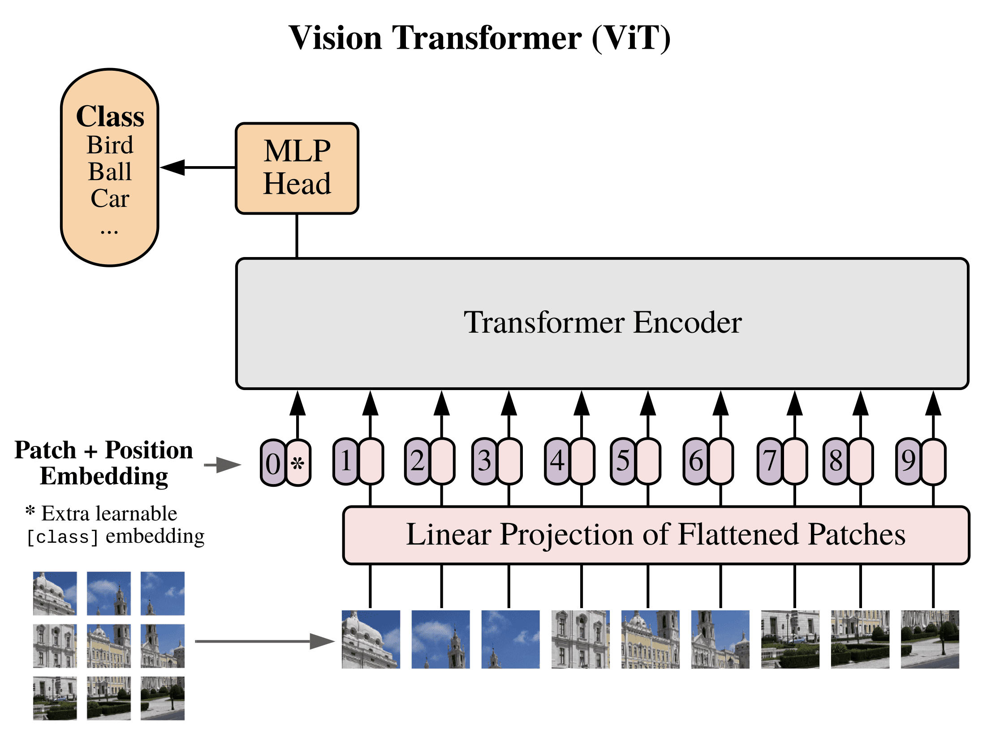 Vision Transformer (ViT)
Class
Bird
Ball
Car
...
MLP
Head
Transformer Encoder
Patch + Position
Embedding
0 * 1 2 3 4 5 6 7 8 9
* Extra learnable
[class] embedding
Linear Projection of Flattened Patches